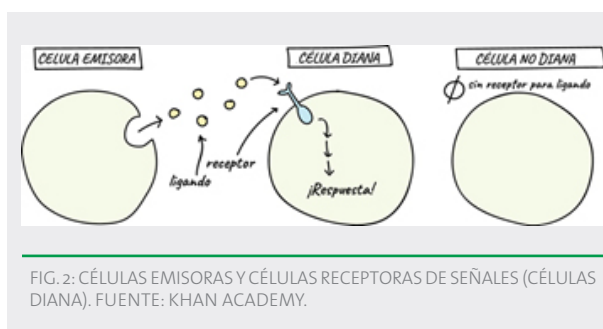 CÉLULA EMISORA
CÉLULA DIANA
CÉLULA NO DIANA
sin receptor para ligando
receptor
ligando
¡Respuesta!
FIG. 2: CÉLULAS EMISORAS Y CÉLULAS RECEPTORAS DE SEÑALES (CÉLULAS
DIANA). FUENTE: KHAN ACADEMY.